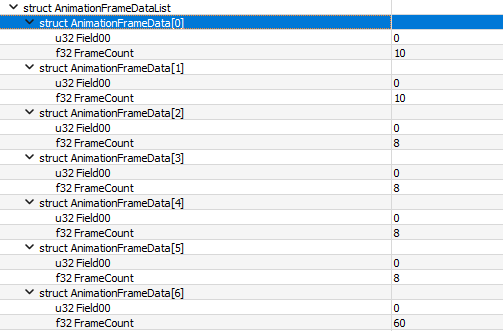 struct AnimationFrameDataList
struct AnimationFrameData[0]
u32 Field00 0
f32 FrameCount 10
struct AnimationFrameData[1]
u32 Field00 0
f32 FrameCount 10
struct AnimationFrameData[2]
u32 Field00 0
f32 FrameCount 8
struct AnimationFrameData[3]
u32 Field00 0
f32 FrameCount 8
struct AnimationFrameData[4]
u32 Field00 0
f32 FrameCount 8
struct AnimationFrameData[5]
u32 Field00 0
f32 FrameCount 8
struct AnimationFrameData[6]
u32 Field00 0
f32 FrameCount 60